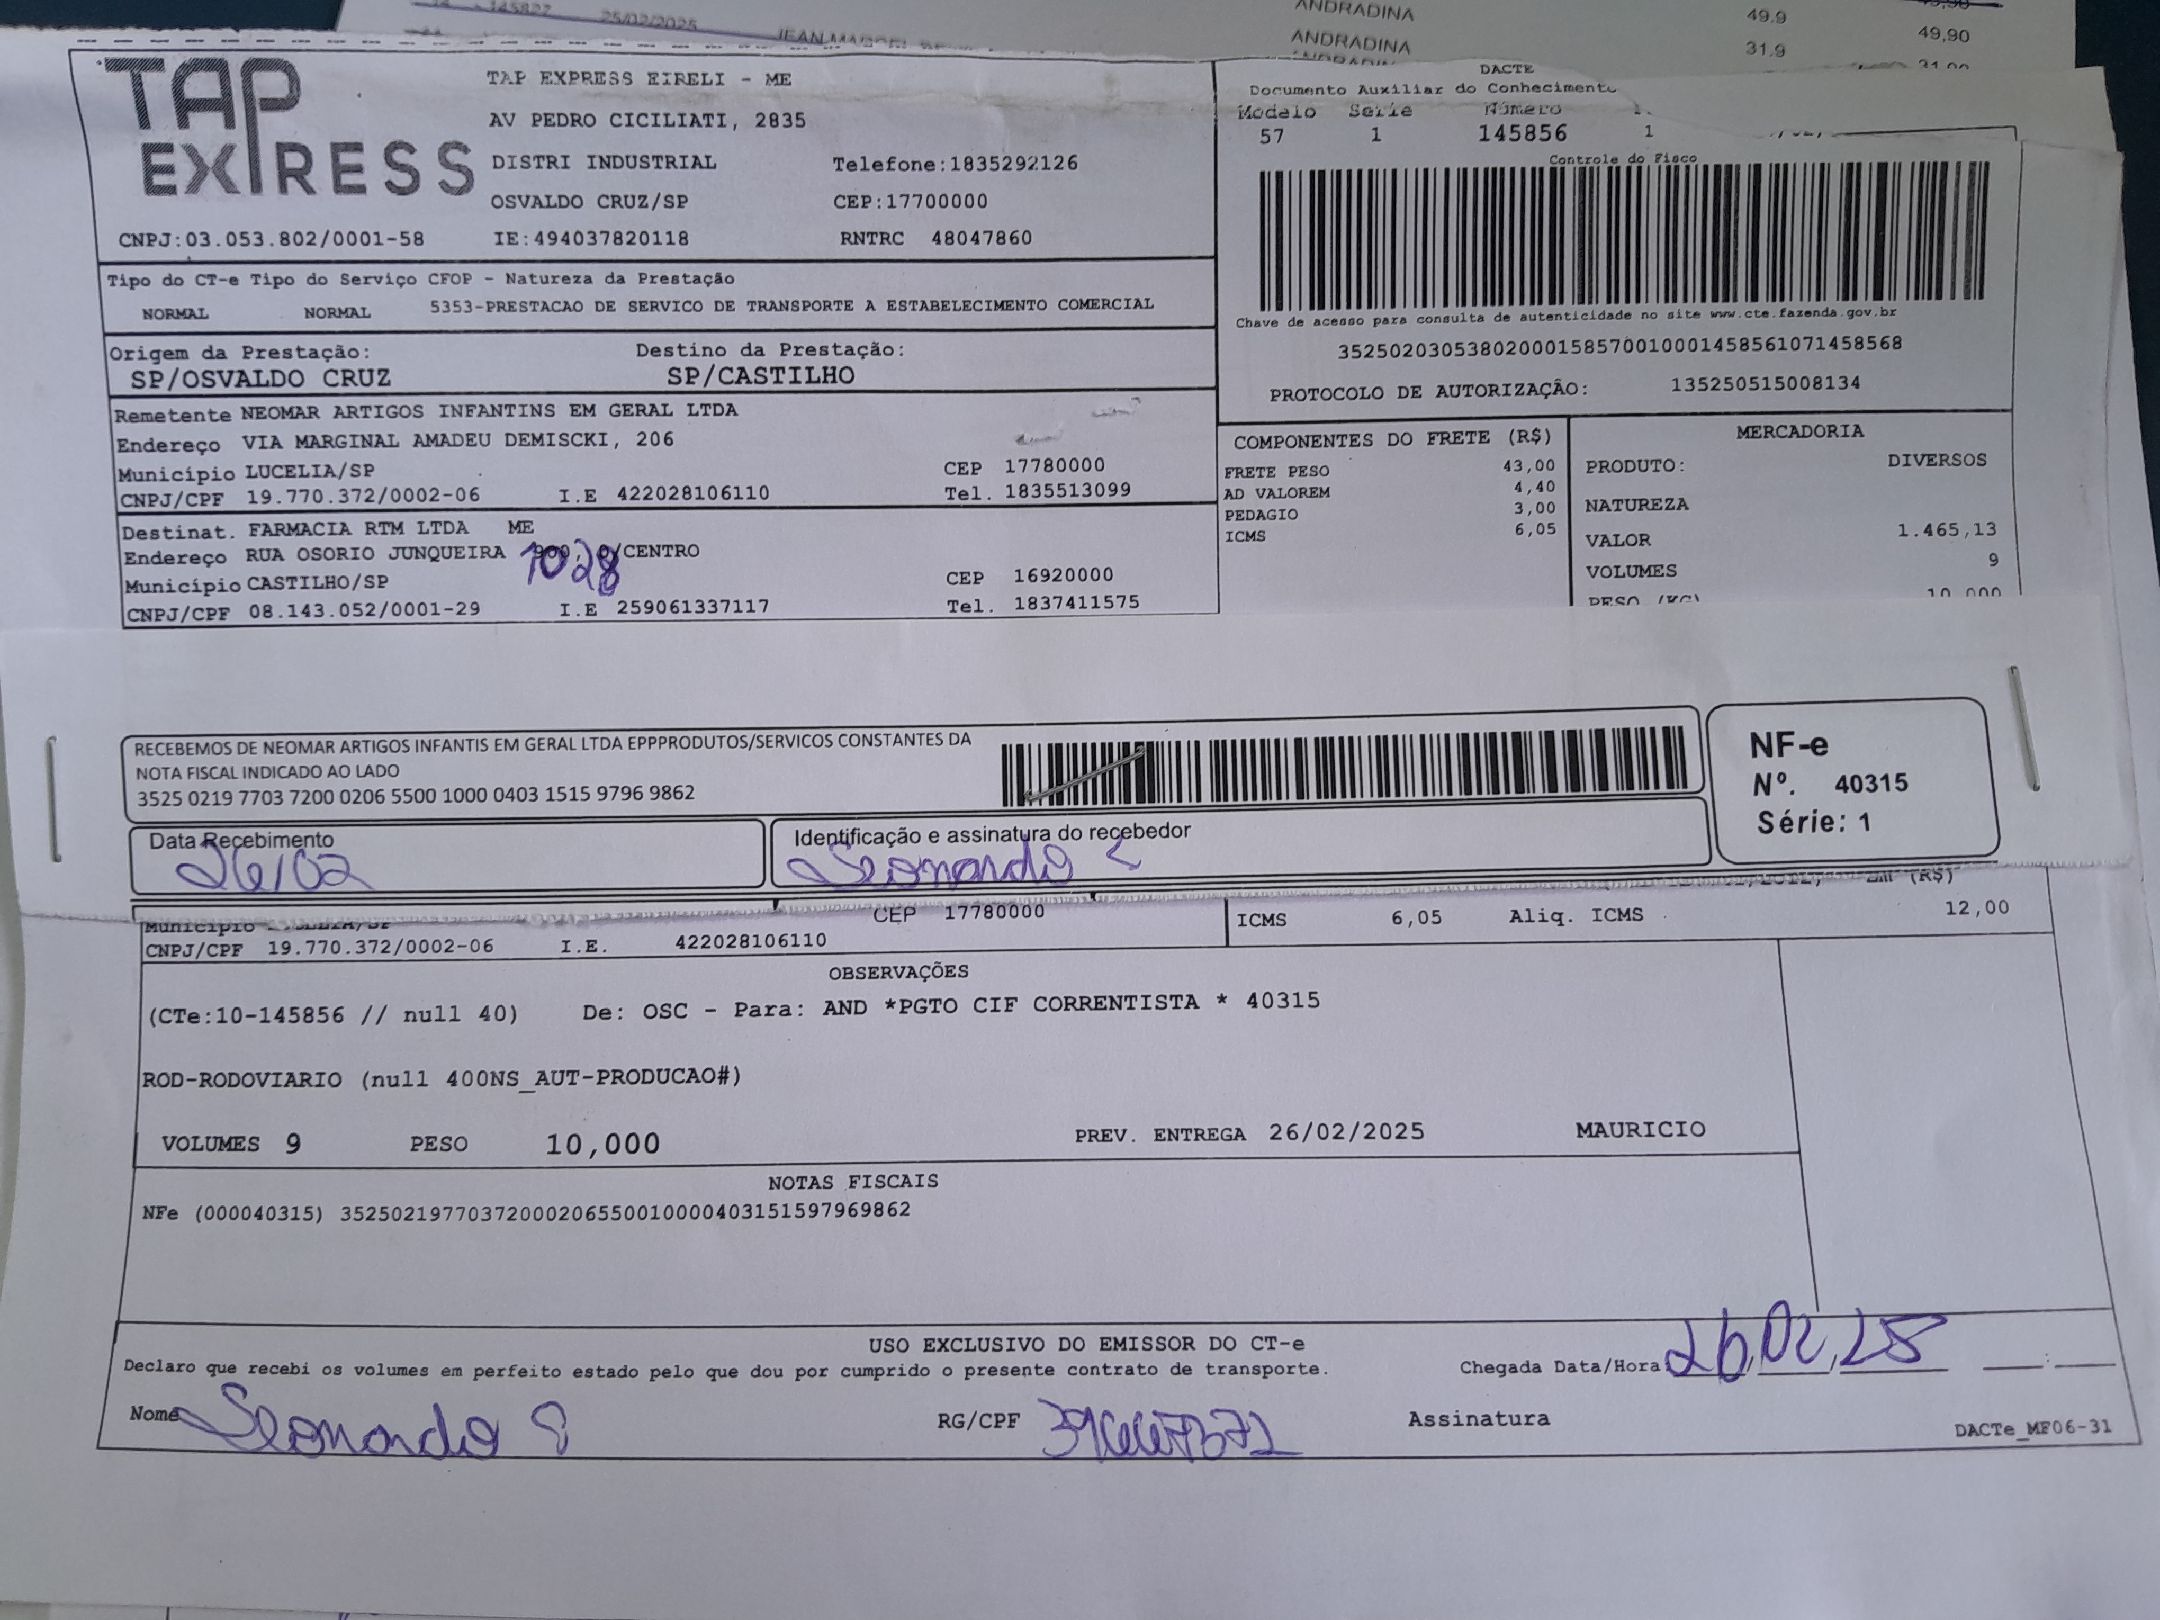 145827 25/02/2025
ANDRADINA 49.9
ANDRADINA 31.9 49,90
TAP EXPRESS
TAP EXPRESS EIRELI - ME
AV PEDRO CICILIATI, 2835
DISTRI INDUSTRIAL Telefone:1835292126
OSVALDO CRUZ/SP CEP:17700000
CNPJ:03.053.802/0001-58 IE:494037820118 RNTRC 48047860
DACTE
Documento Auxiliar do Conhecimento
Modelo Serie Número
57 1 145856 1
Controle do Fisco
Chave de acesso para consulta de autenticidade no site www.cte.fazenda.gov.br
35250203053802000158570010001458561071458568
PROTOCOLO DE AUTORIZAÇÃO: 135250515008134
Tipo do CT-e Tipo do Serviço CFOP - Natureza da Prestação
NORMAL NORMAL 5353-PRESTACAO DE SERVICO DE TRANSPORTE A ESTABELECIMENTO COMERCIAL
Origem da Prestação: Destino da Prestação:
SP/OSVALDO CRUZ SP/CASTILHO
Remetente NEOMAR ARTIGOS INFANTINS EM GERAL LTDA
Endereço VIA MARGINAL AMADEU DEMISCKI, 206
Município LUCELIA/SP CEP 17780000
CNPJ/CPF 19.770.372/0002-06 I.E 422028106110 Tel. 1835513099
Destinat. FARMACIA RTM LTDA ME
Endereço RUA OSORIO JUNQUEIRA 1028 /CENTRO
Município CASTILHO/SP CEP 16920000
CNPJ/CPF 08.143.052/0001-29 I.E 259061337117 Tel. 1837411575
COMPONENTES DO FRETE (R$)
FRETE PESO 43,00
AD VALOREM 4,40
PEDAGIO 3,00
ICMS 6,05
MERCADORIA
PRODUTO: DIVERSOS
NATUREZA
VALOR 1.465,13
VOLUMES 9
PESO (KG) 10,000
RECEBEMOS DE NEOMAR ARTIGOS INFANTIS EM GERAL LTDA EPPPRODUTOS/SERVICOS CONSTANTES DA
NOTA FISCAL INDICADO AO LADO
3525 0219 7703 7200 0206 5500 1000 0403 1515 9796 9862
NF-e
Nº. 40315
Série: 1
Data Recebimento
26/02
Identificação e assinatura do recebedor
Leonardo
(R$)
Município CEP 17780000
CNPJ/CPF 19.770.372/0002-06 I.E. 422028106110
ICMS 6,05 Aliq. ICMS 12,00
OBSERVAÇÕES
(CTe:10-145856 // null 40) De: OSC - Para: AND *PGTO CIF CORRENTISTA * 40315
ROD-RODOVIARIO (null 400NS_AUT-PRODUCAO#)
VOLUMES 9 PESO 10,000 PREV. ENTREGA 26/02/2025 MAURICIO
NOTAS FISCAIS
NFe (000040315) 35250219770372000206550010000403151597969862
USO EXCLUSIVO DO EMISSOR DO CT-e
Declaro que recebi os volumes em perfeito estado pelo que dou por cumprido o presente contrato de transporte. Chegada Data/Hora 26/02/25 __:__
Nome Leonardo RG/CPF Assinatura
DACTe_MF06-31